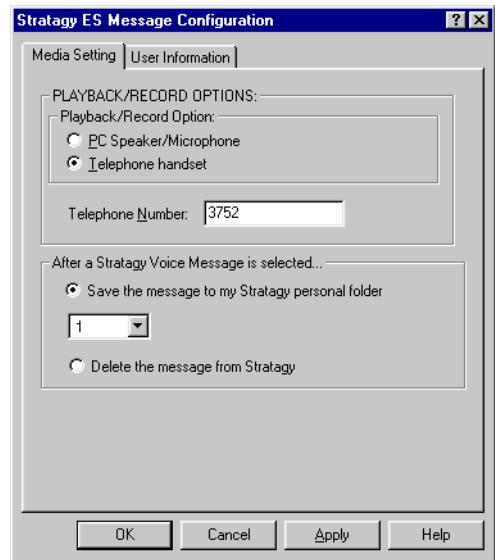 Stratagy ES Message Configuration
Media Setting
User Information
PLAYBACK/RECORD OPTIONS:
Playback/Record Option:
PC Speaker/Microphone
Telephone handset
Telephone Number: 3752
After a Stratagy Voice Message is selected...
Save the message to my Stratagy personal folder
1
Delete the message from Stratagy
OK Cancel Apply Help